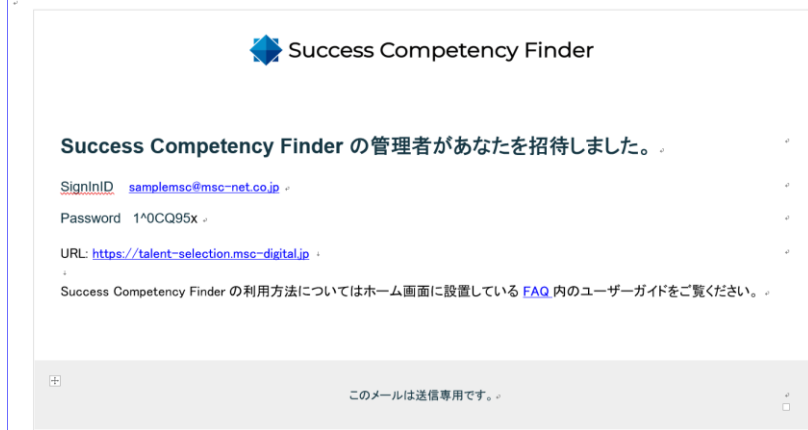 Success Competency Finder
Success Competency Finder の管理者があなたを招待しました。
SignInID samplemsc@msc-net.co.jp
Password 1^0CQ95x
URL: https://talent-selection.msc-digital.jp
Success Competency Finder の利用方法についてはホーム画面に設置している FAQ 内のユーザーガイドをご覧ください。
このメールは送信専用です。